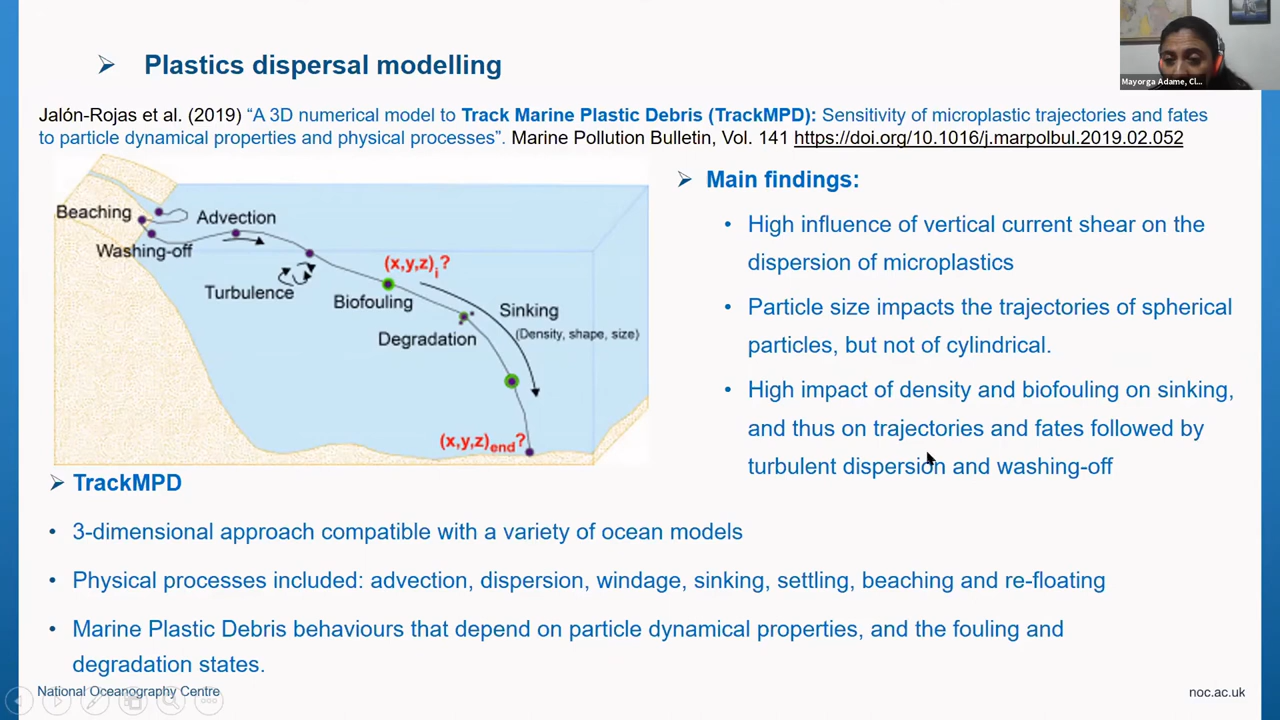 Plastics dispersal modelling
Mayorga Adame, Cl...
Jalón-Rojas et al. (2019) “A 3D numerical model to Track Marine Plastic Debris (TrackMPD): Sensitivity of microplastic trajectories and fates
to particle dynamical properties and physical processes”. Marine Pollution Bulletin, Vol. 141 https://doi.org/10.1016/j.marpolbul.2019.02.052
Beaching
Advection
Washing-off
Turbulence
(x,y,z)i?
Biofouling
Sinking
(Density, shape, size)
Degradation
(x,y,z)end?
Main findings:
• High influence of vertical current shear on the
dispersion of microplastics
• Particle size impacts the trajectories of spherical
particles, but not of cylindrical.
• High impact of density and biofouling on sinking,
and thus on trajectories and fates followed by
turbulent dispersion and washing-off
TrackMPD
• 3-dimensional approach compatible with a variety of ocean models
• Physical processes included: advection, dispersion, windage, sinking, settling, beaching and re-floating
• Marine Plastic Debris behaviours that depend on particle dynamical properties, and the fouling and
degradation states.
National Oceanography Centre
noc.ac.uk